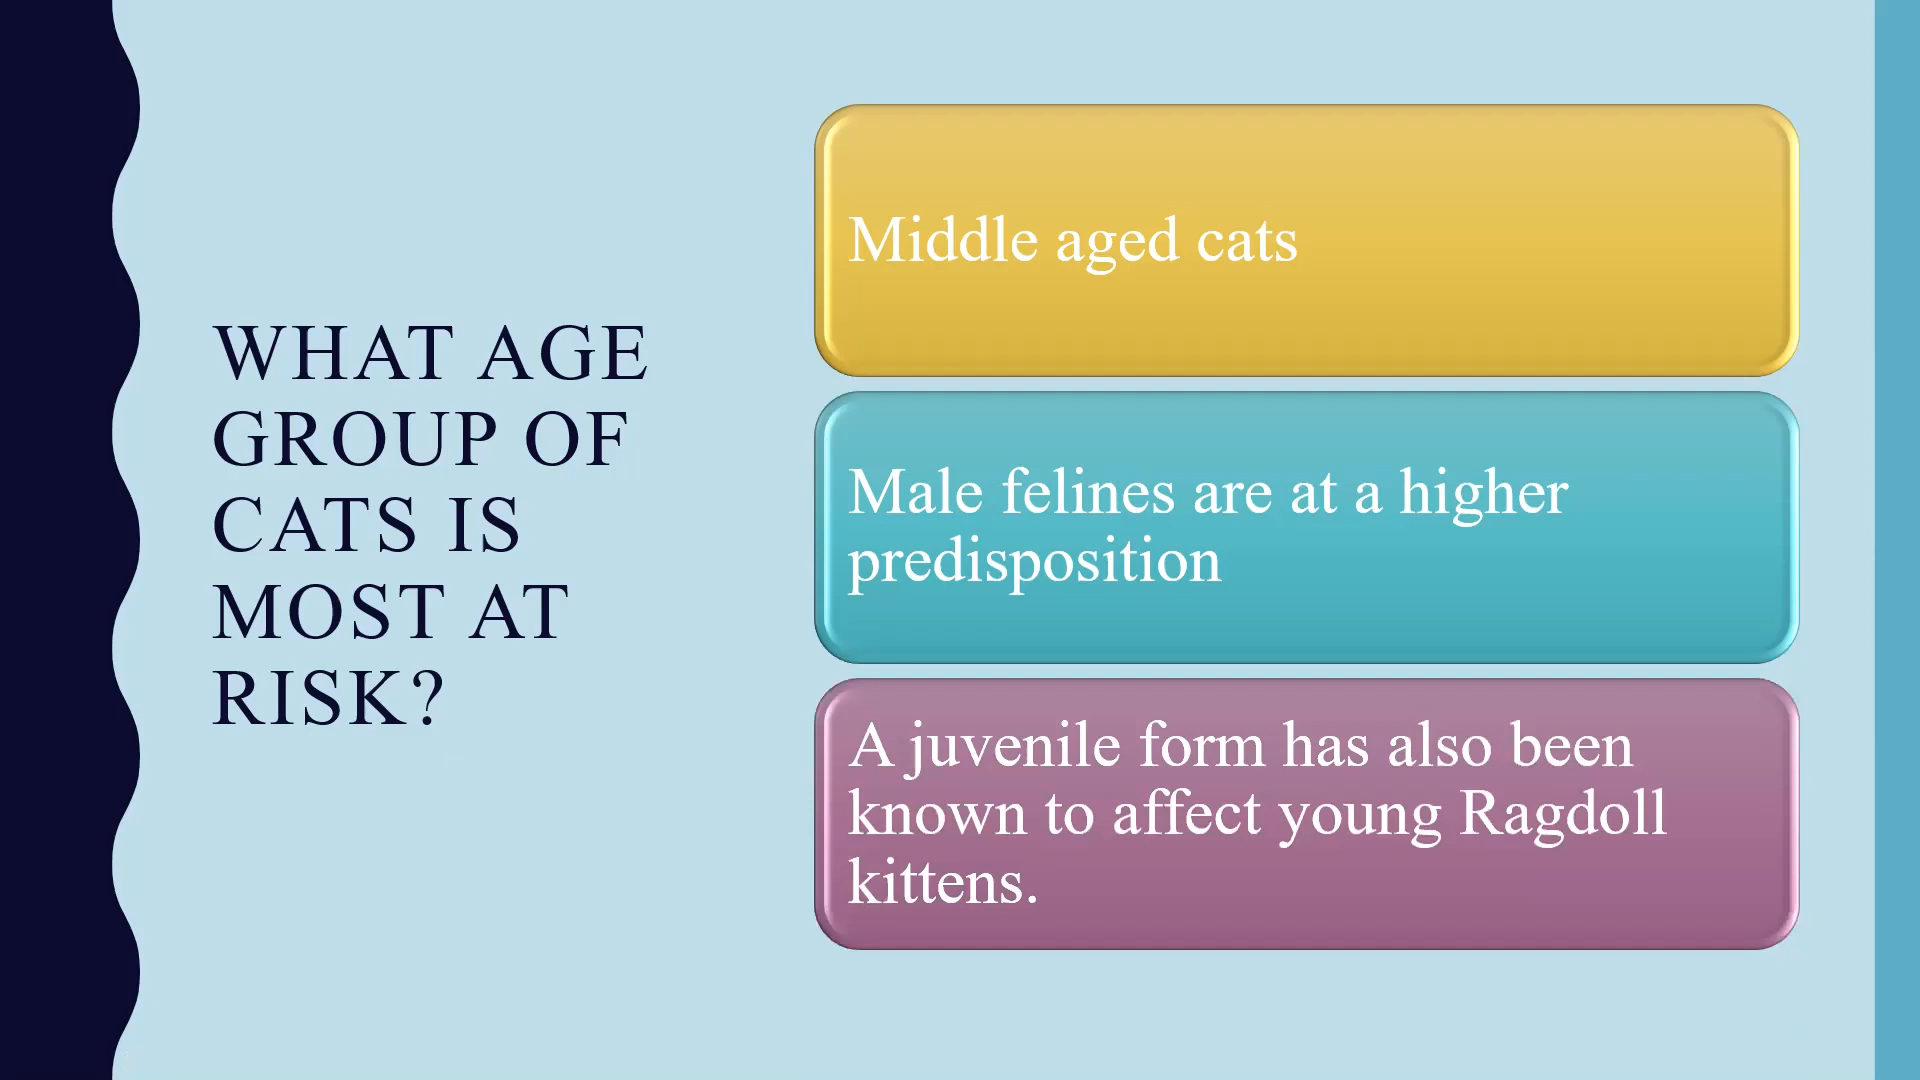 WHAT AGE
GROUP OF
CATS IS
MOST AT
RISK?
Middle aged cats
Male felines are at a higher
predisposition
A juvenile form has also been
known to affect young Ragdoll
kittens.